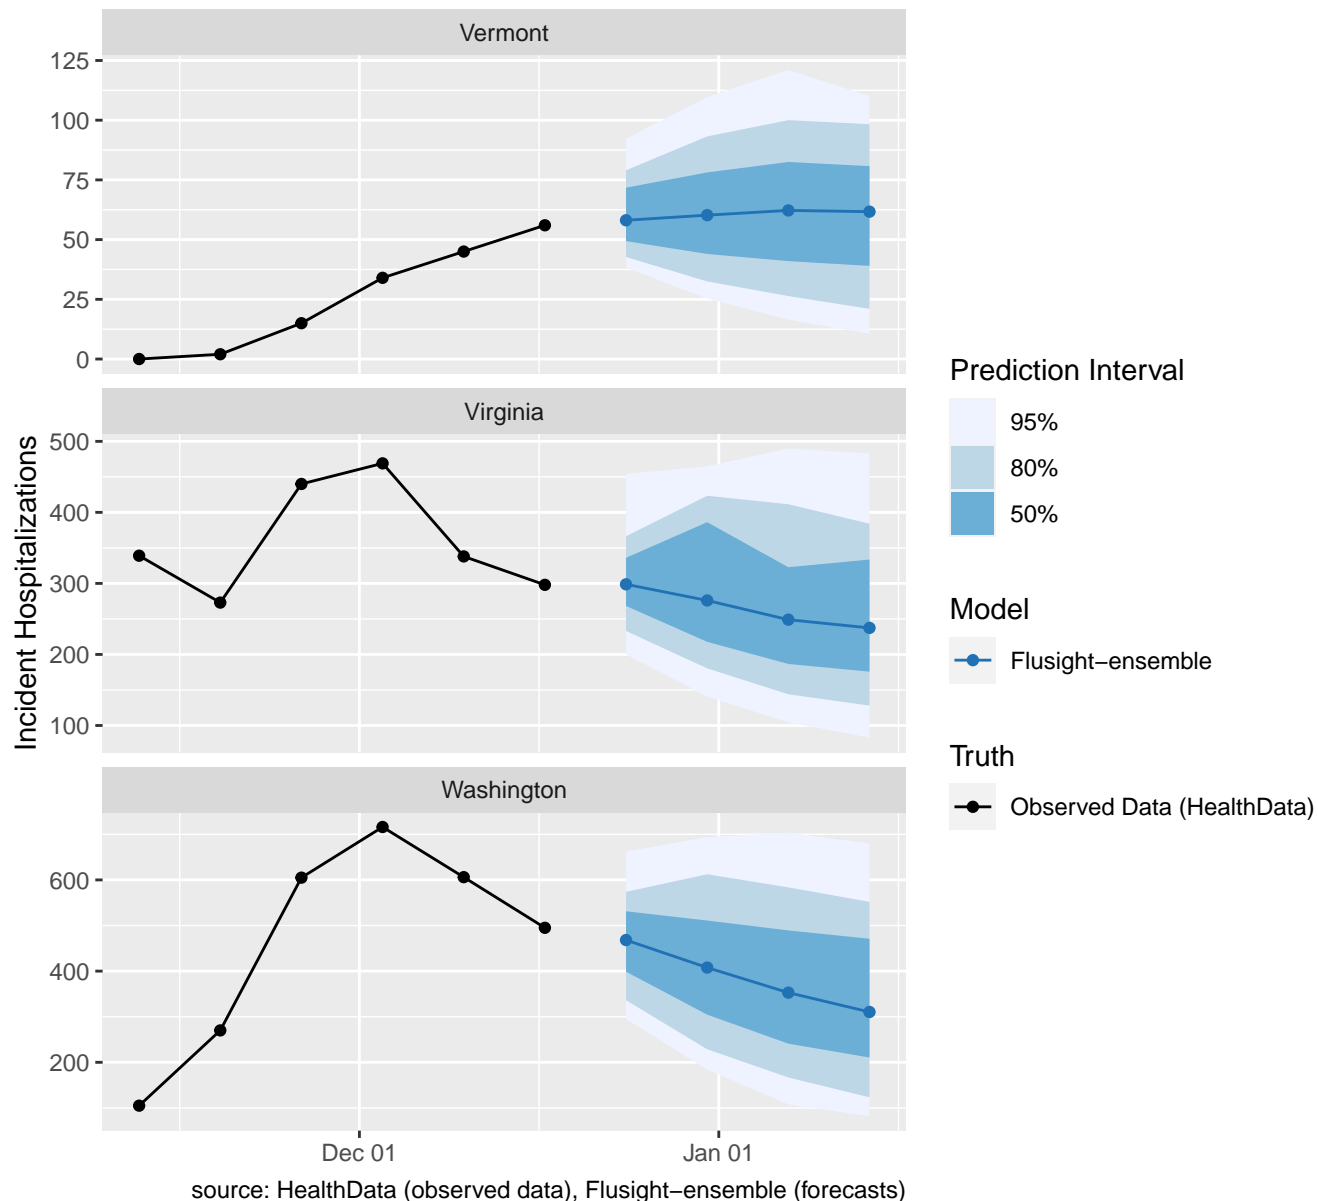 Vermont
125
100
75
50
25
0
Virginia
500
400
300
200
100
Washington
600
400
200
Dec 01
Jan 01
Incident Hospitalizations
source: HealthData (observed data), Flusight−ensemble (forecasts)
Prediction Interval
95%
80%
50%
Model
Flusight−ensemble
Truth
Observed Data (HealthData)